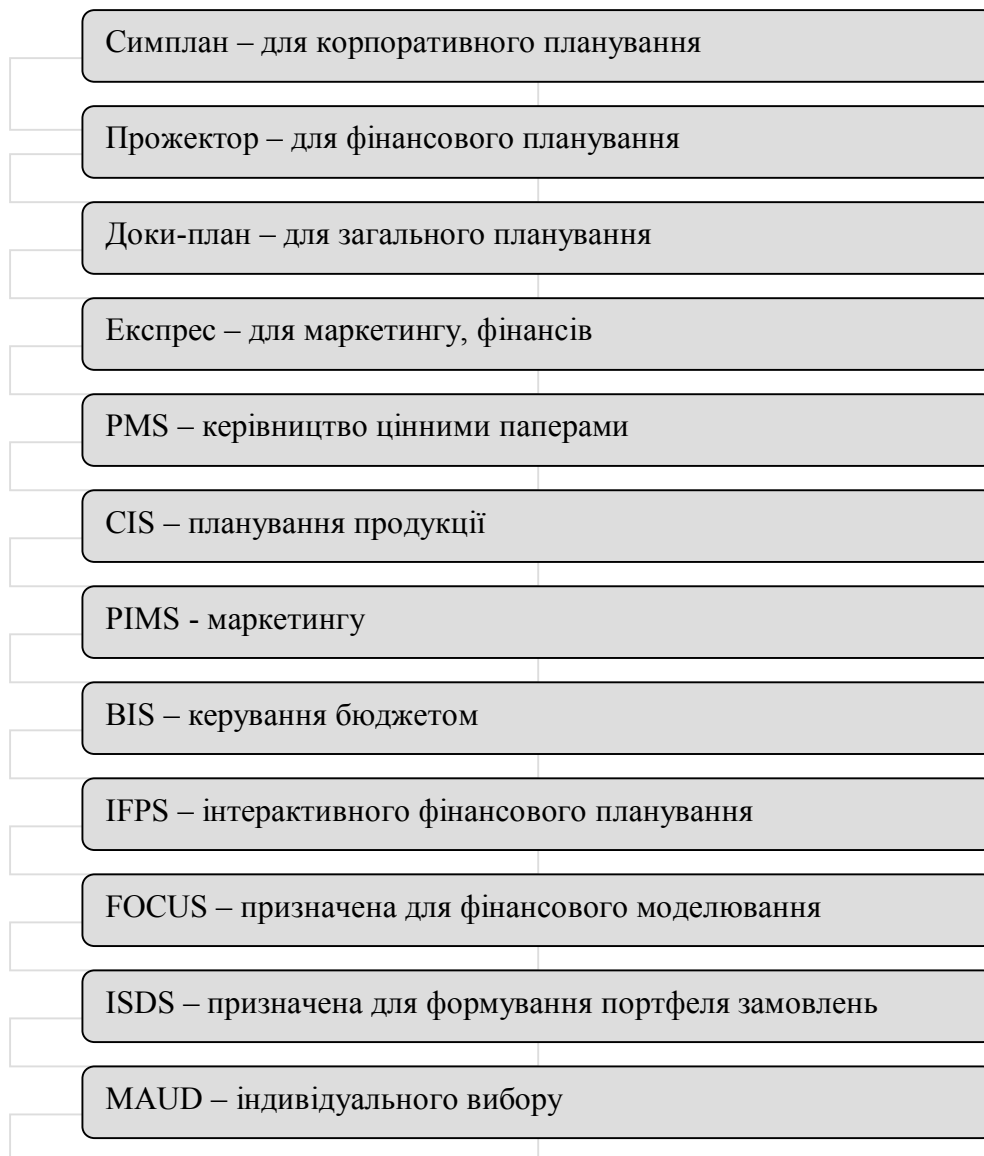 Симплан – для корпоративного планування
Прожектор – для фінансового планування
Доки-план – для загального планування
Експрес – для маркетингу, фінансів
PMS – керівництво цінними паперами
CIS – планування продукції
PIMS - маркетингу
BIS – керування бюджетом
IFPS – інтерактивного фінансового планування
FOCUS – призначена для фінансового моделювання
ISDS – призначена для формування портфеля замовлень
MAUD – індивідуального вибору